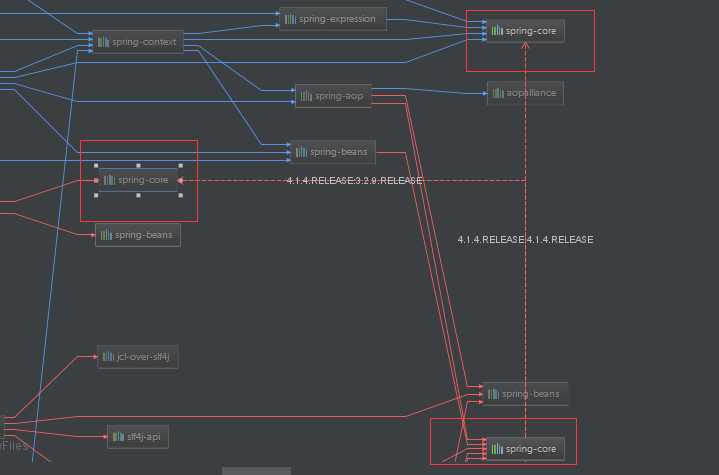 spring-expression
spring-core
spring-context
spring-aop
aopalliance
spring-beans
spring-core
4.1.4.RELEASE:3.2.9.RELEASE
spring-beans
4.1.4.RELEASE:4.1.4.RELEASE
jcl-over-slf4j
spring-beans
slf4j-api
Files
spring-core